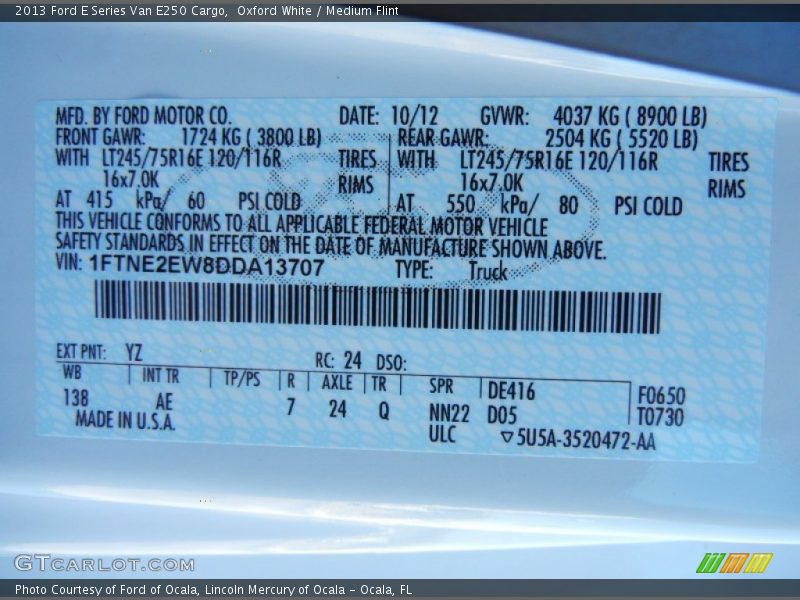 2013 Ford E Series Van E250 Cargo,  Oxford White / Medium Flint
MFD. BY FORD MOTOR CO. DATE: 10/12 GVWR: 4037 KG ( 8900 LB)
FRONT GAWR: 1724 KG ( 3800 LB) REAR GAWR: 2504 KG ( 5520 LB)
WITH LT245/75R16E 120/116R TIRES WITH LT245/75R16E 120/116R TIRES
16x7.0K RIMS 16x7.0K RIMS
AT 415 kPa/ 60 PSI COLD AT 550 kPa/ 80 PSI COLD
THIS VEHICLE CONFORMS TO ALL APPLICABLE FEDERAL MOTOR VEHICLE
SAFETY STANDARDS IN EFFECT ON THE DATE OF MANUFACTURE SHOWN ABOVE.
VIN: 1FTNE2EW8DDA13707 TYPE: Truck
EXT PNT: YZ RC: 24 DSO:
WB INT TR TP/PS R AXLE TR SPR DE416 F0650
138 AE 7 24 Q NN22 D05 T0730
MADE IN U.S.A. ULC ▽5U5A-3520472-AA
GTCARLOT.COM
Photo Courtesy of Ford of Ocala, Lincoln Mercury of Ocala - Ocala, FL